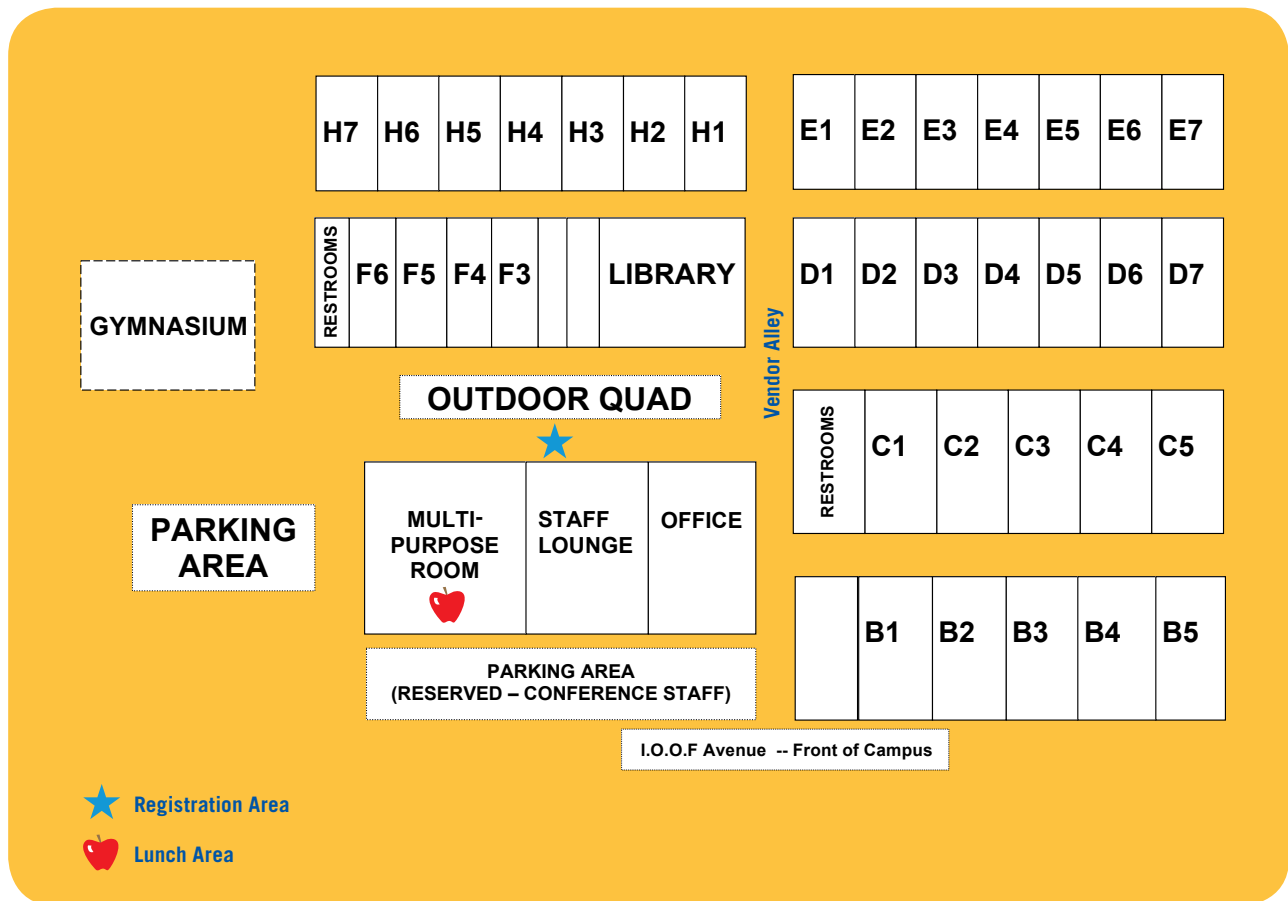 H7 H6 H5 H4 H3 H2 H1
E1 E2 E3 E4 E5 E6 E7
RESTROOMS
F6 F5 F4 F3
LIBRARY
D1 D2 D3 D4 D5 D6 D7
GYMNASIUM
Vendor Alley
OUTDOOR QUAD
RESTROOMS
C1 C2 C3 C4 C5
PARKING
AREA
MULTI-
PURPOSE
ROOM
STAFF
LOUNGE
OFFICE
B1 B2 B3 B4 B5
PARKING AREA
(RESERVED – CONFERENCE STAFF)
I.O.O.F Avenue -- Front of Campus
Registration Area
Lunch Area